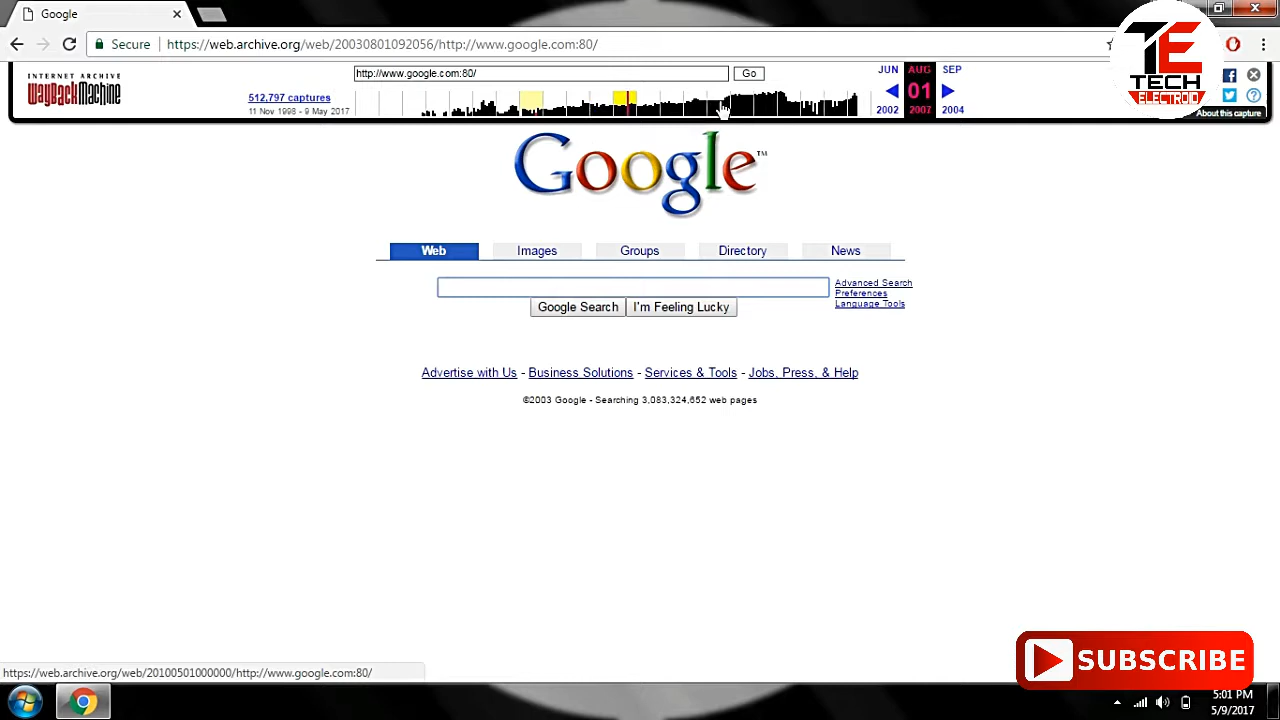 Google
Secure
https://web.archive.org/web/20030801092056/http://www.google.com:80/
TE
TECH
ELECTROID
INTERNET ARCHIVE
WayBackMachine
http://www.google.com:80/
Go
512,797 captures
11 Nov 1998 - 9 May 2017
JUN AUG SEP
01
2002 2007 2004
About this capture
Google™
Web Images Groups Directory News
Advanced Search
Preferences
Language Tools
Google Search I'm Feeling Lucky
Advertise with Us - Business Solutions - Services & Tools - Jobs, Press, & Help
©2003 Google - Searching 3,083,324,652 web pages
SUBSCRIBE
https://web.archive.org/web/20100501000000/http://www.google.com:80/
5:01 PM
5/9/2017